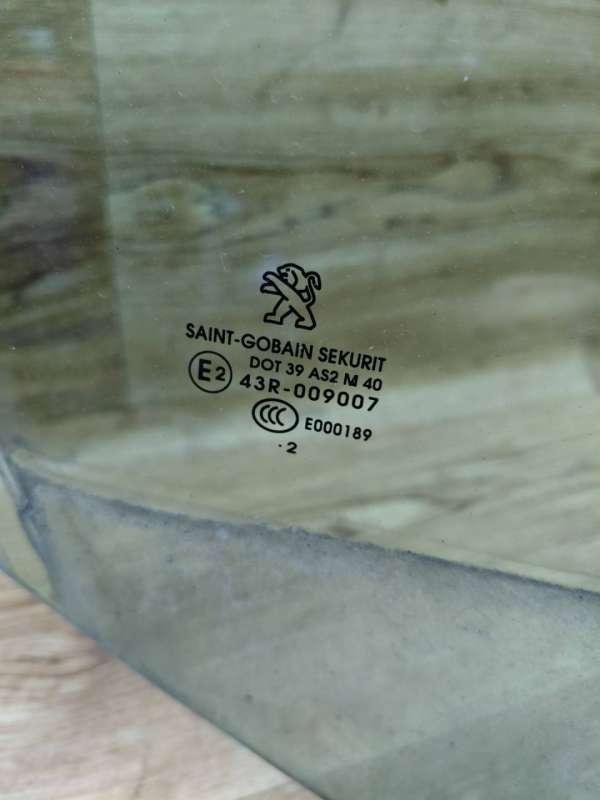 SAINT-GOBAIN SEKURIT
DOT 39 AS2 M 40
E2 43R-009007
CCC E000189
.2